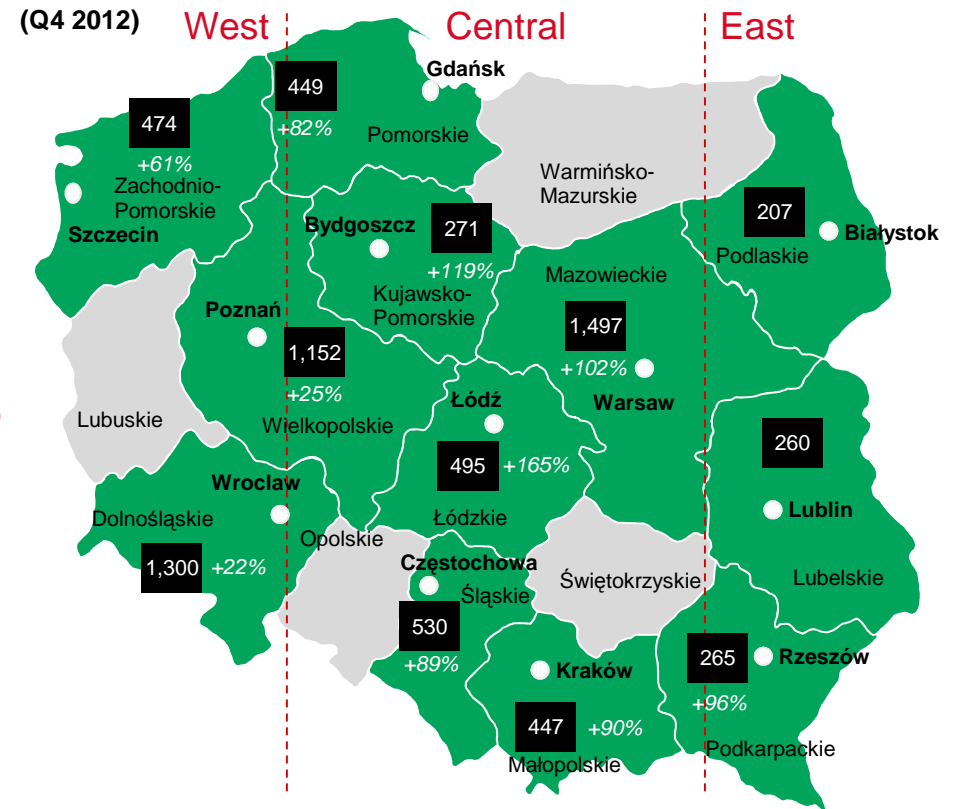 (Q4 2012)
West
Central
East
Gdańsk
449
+82%
Pomorskie
474
+61%
Zachodnio-
Pomorskie
Szczecin
Warmińsko-
Mazurskie
207
Białystok
Podlaskie
Bydgoszcz
271
+119%
Kujawsko-
Pomorskie
Mazowieckie
1,497
+102%
Warsaw
Poznań
1,152
+25%
Wielkopolskie
Lubuskie
Łódź
495
+165%
Łódzkie
260
Lublin
Lubelskie
Wroclaw
Dolnośląskie
1,300
+22%
Opolskie
Częstochowa
Śląskie
530
+89%
Świętokrzyskie
Kraków
447
+90%
Małopolskie
265
Rzeszów
+96%
Podkarpackie